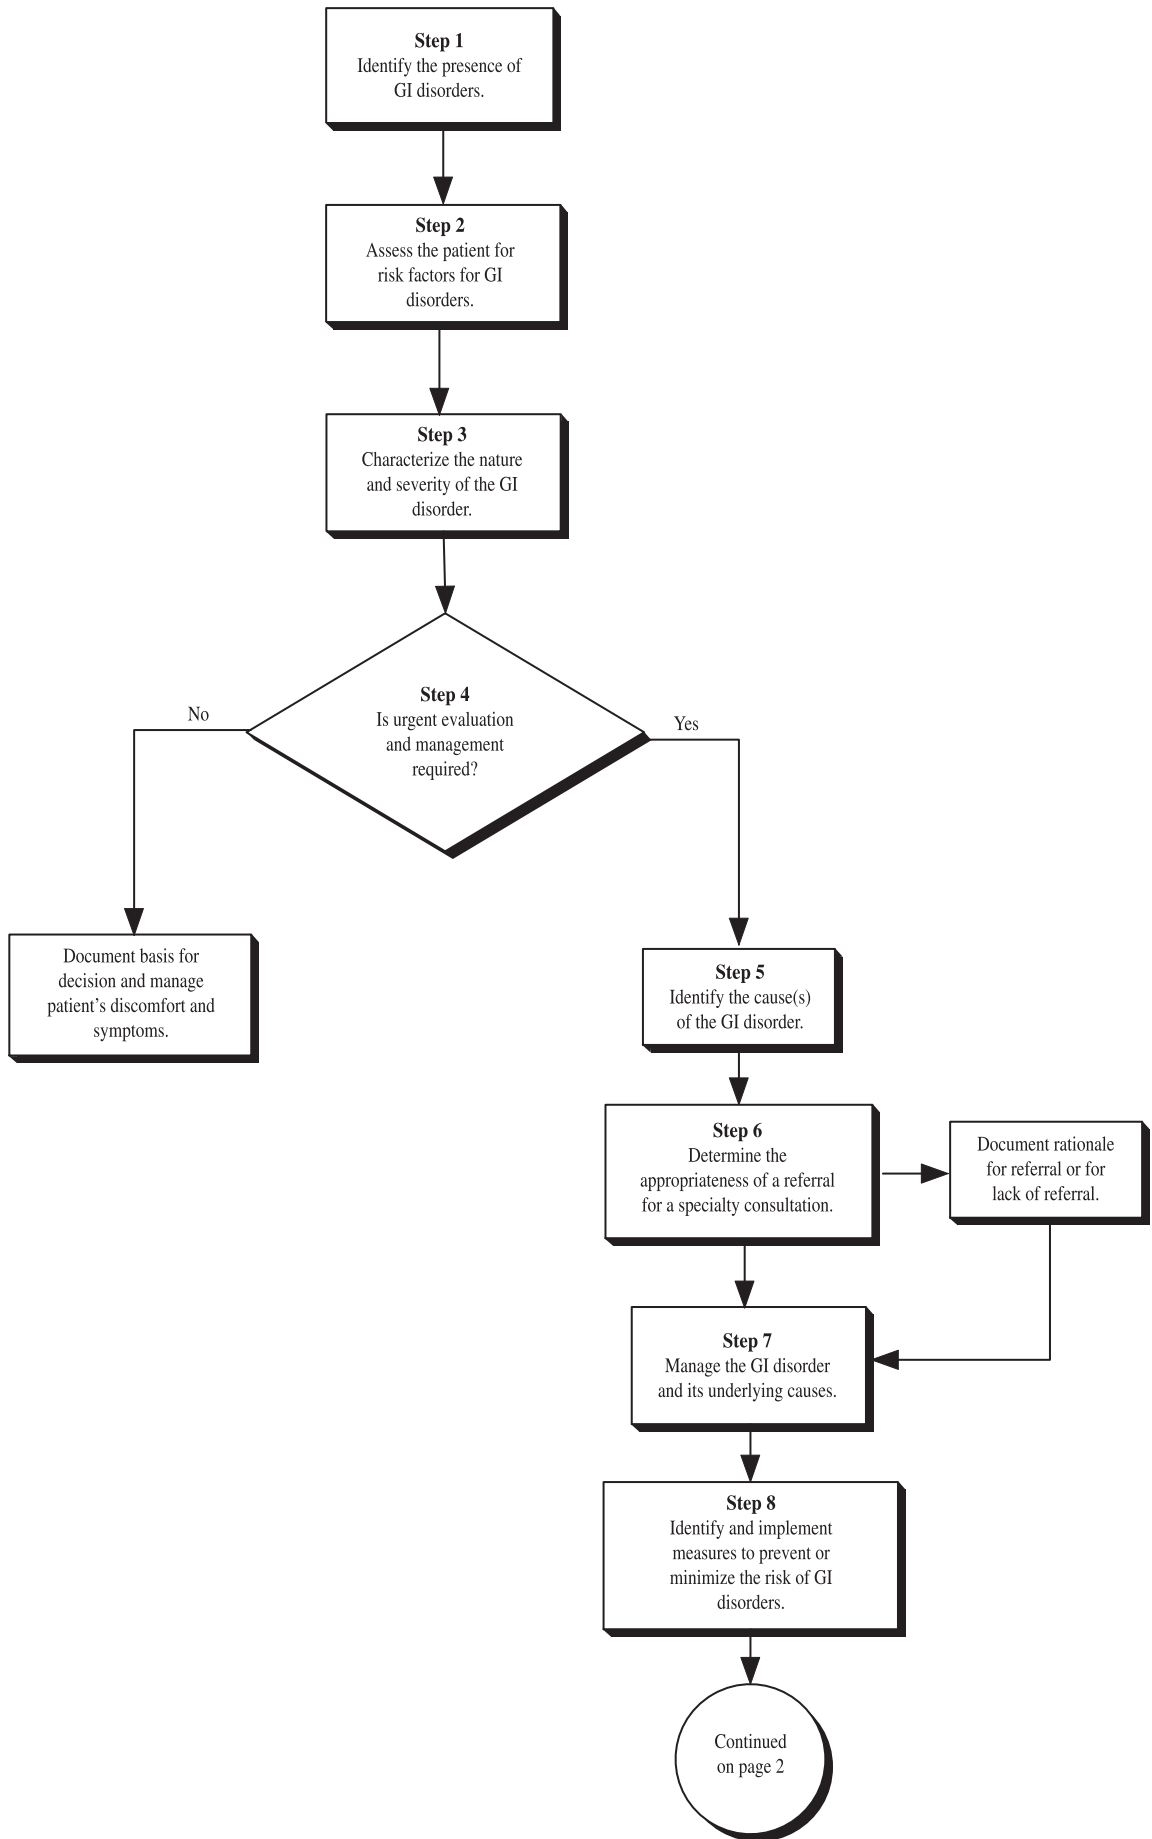 Step 1
Identify the presence of
GI disorders.
Step 2
Assess the patient for
risk factors for GI
disorders.
Step 3
Characterize the nature
and severity of the GI
disorder.
Step 4
Is urgent evaluation
and management
required?
No
Yes
Document basis for
decision and manage
patient’s discomfort and
symptoms.
Step 5
Identify the cause(s)
of the GI disorder.
Step 6
Determine the
appropriateness of a referral
for a specialty consultation.
Document rationale
for referral or for
lack of referral.
Step 7
Manage the GI disorder
and its underlying causes.
Step 8
Identify and implement
measures to prevent or
minimize the risk of GI
disorders.
Continued
on page 2